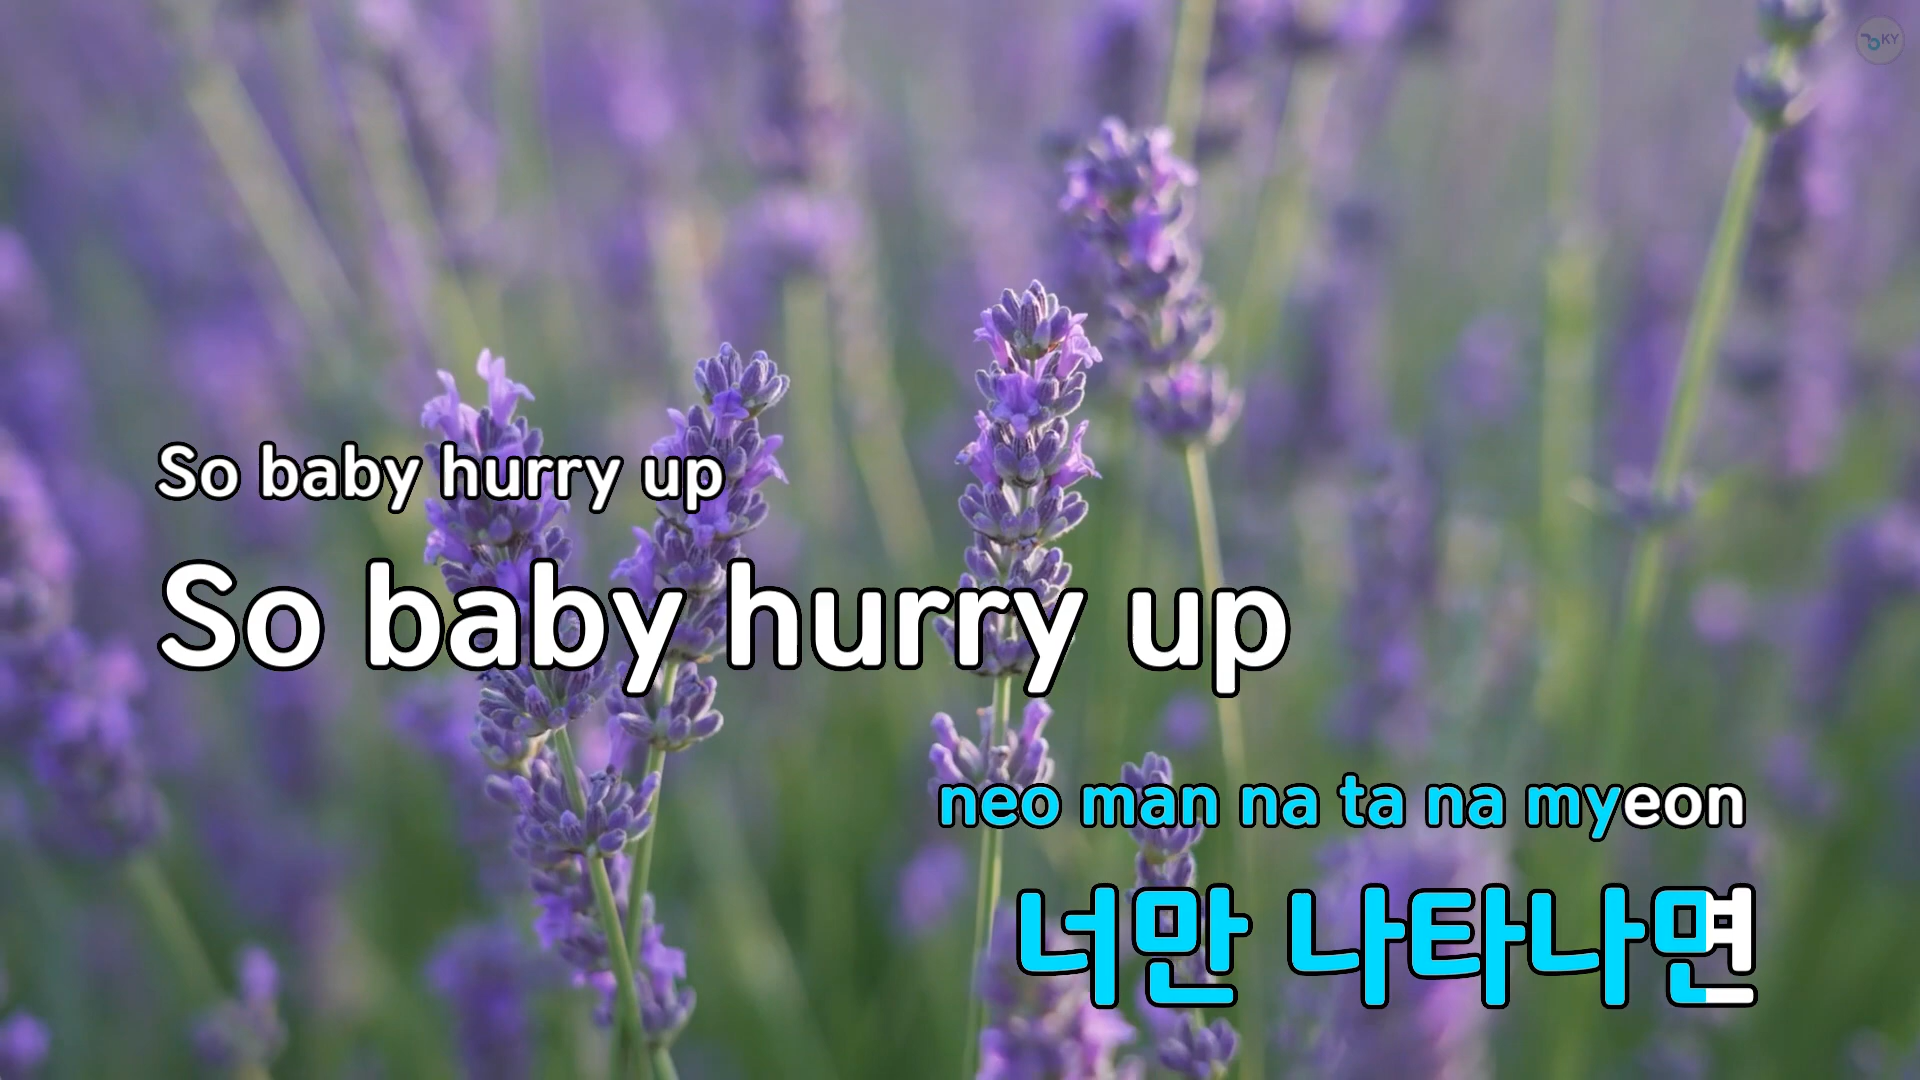 KY
So baby hurry up
So baby hurry up
neo man na ta na myeon
너만 나타나면